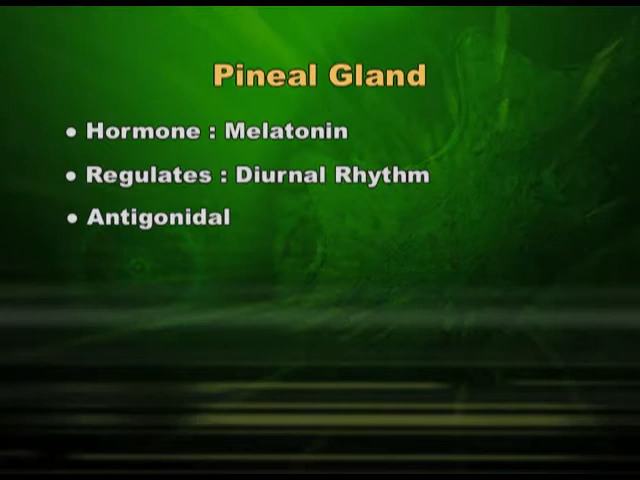 Pineal Gland
• Hormone : Melatonin
• Regulates : Diurnal Rhythm
• Antigonidal